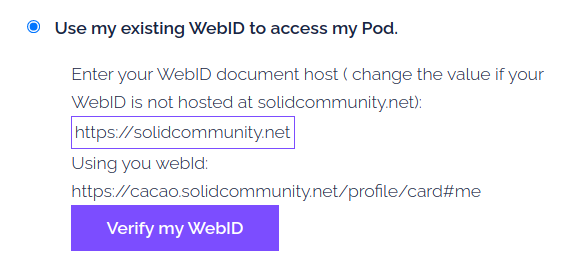 Use my existing WebID to access my Pod.
Enter your WebID document host ( change the value if your
WebID is not hosted at solidcommunity.net):
https://solidcommunity.net
Using you webId:
https://cacao.solidcommunity.net/profile/card#me
Verify my WebID